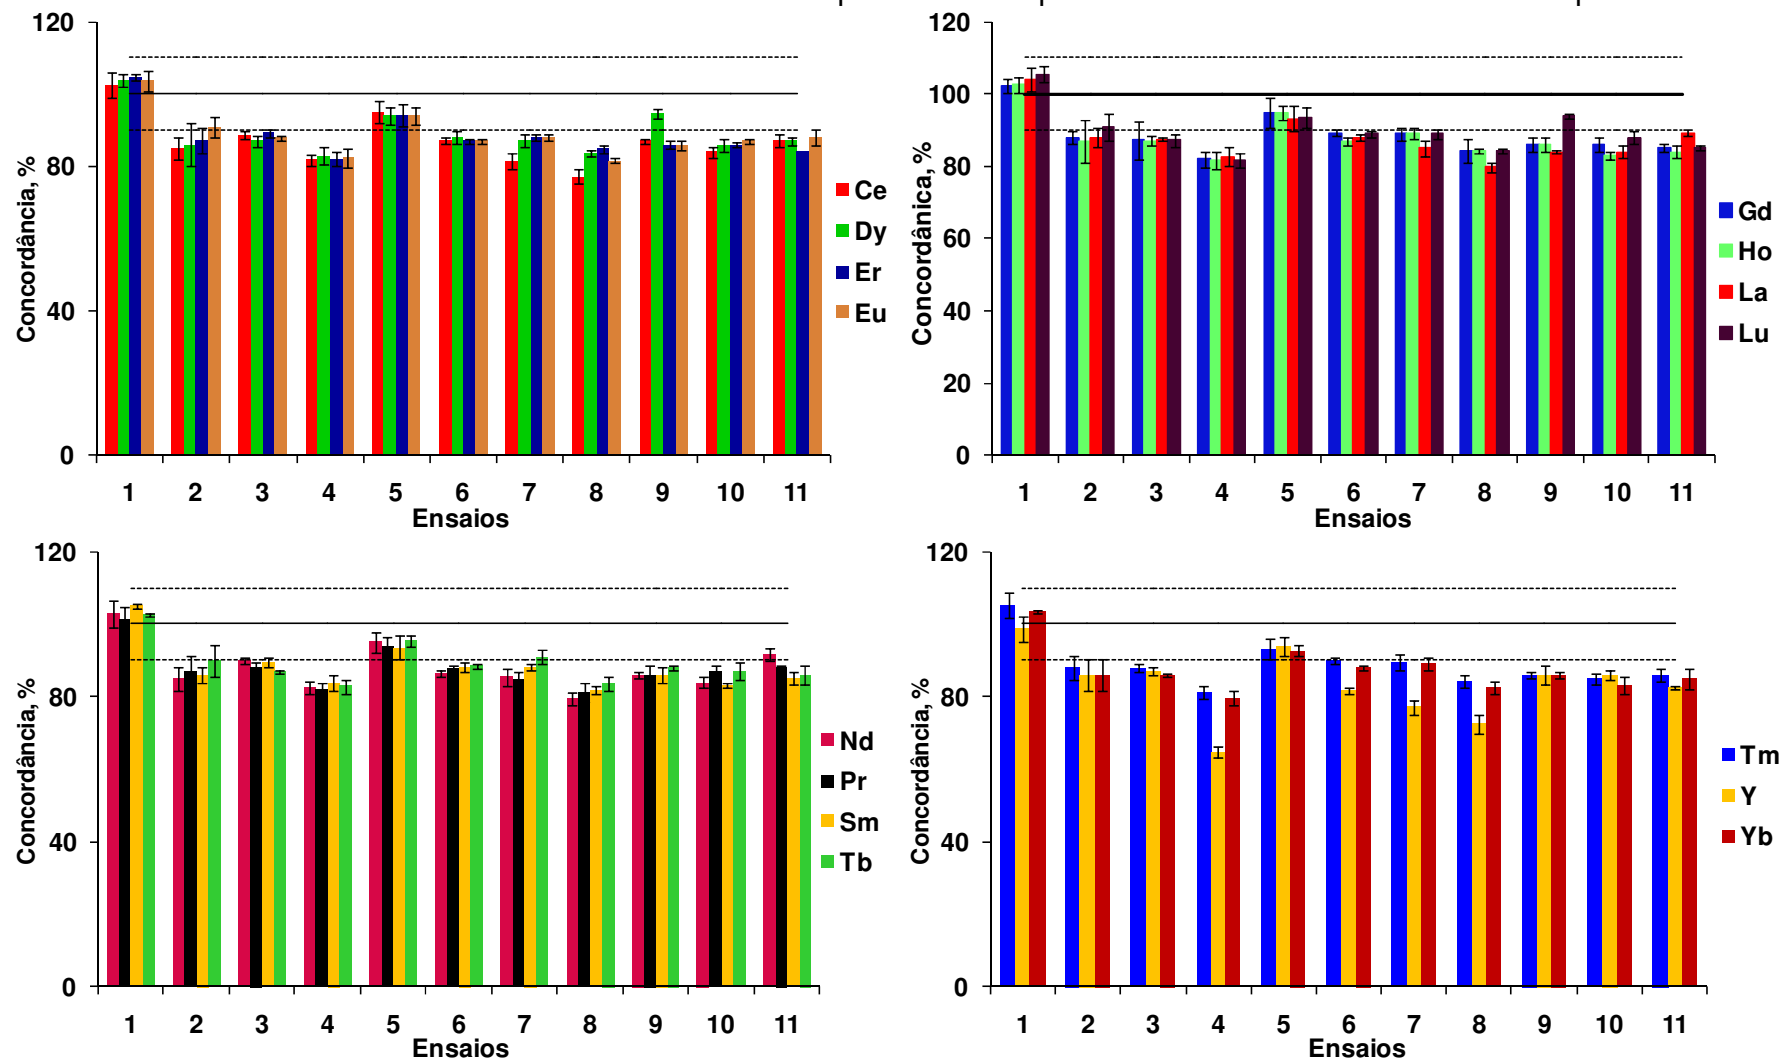 120
80
40
0
Concordância, %
1 2 3 4 5 6 7 8 9 10 11
Ensaios
Ce
Dy
Er
Eu
120
100
80
60
40
20
0
Concordânica, %
1 2 3 4 5 6 7 8 9 10 11
Ensaios
Gd
Ho
La
Lu
120
80
40
0
Concordância, %
1 2 3 4 5 6 7 8 9 10 11
Ensaios
Nd
Pr
Sm
Tb
120
80
40
0
Concordância, %
1 2 3 4 5 6 7 8 9 10 11
Ensaios
Tm
Y
Yb